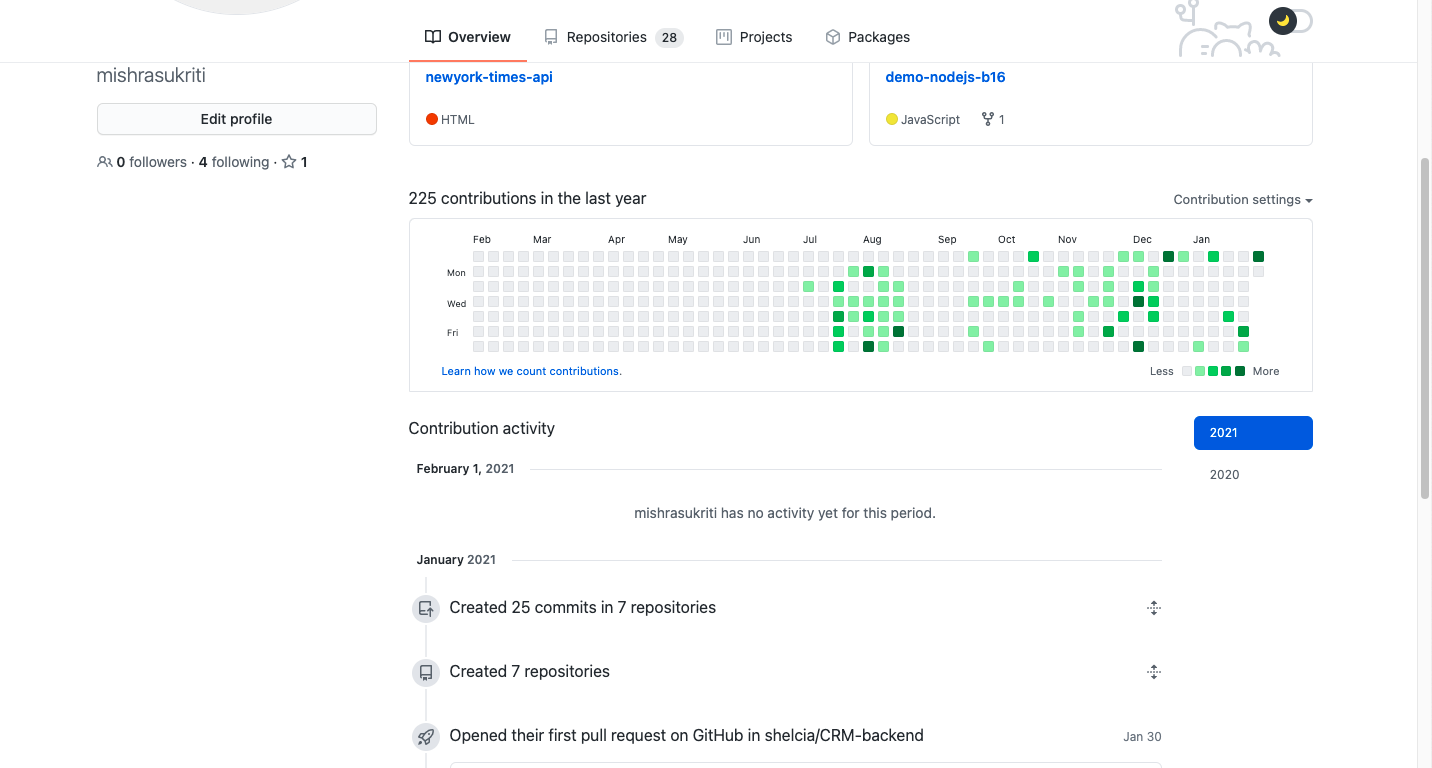 Overview Repositories 28 Projects Packages
mishrasukriti
Edit profile
0 followers · 4 following · 1
newyork-times-api
HTML
demo-nodejs-b16
JavaScript 1
225 contributions in the last year
Contribution settings
Feb Mar Apr May Jun Jul Aug Sep Oct Nov Dec Jan
Mon
Wed
Fri
Learn how we count contributions.
Less More
Contribution activity
2021
2020
February 1, 2021
mishrasukriti has no activity yet for this period.
January 2021
Created 25 commits in 7 repositories
Created 7 repositories
Opened their first pull request on GitHub in shelcia/CRM-backend
Jan 30